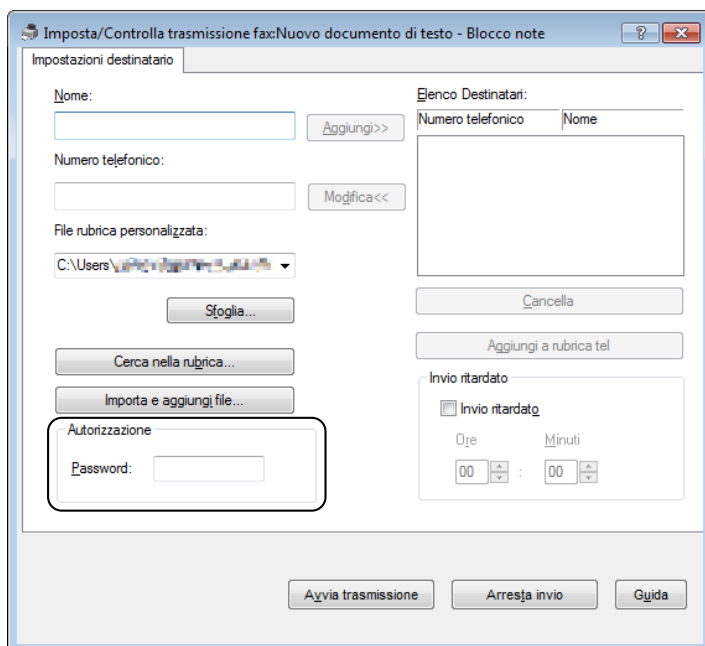 Imposta/Controlla trasmissione fax:Nuovo documento di testo - Blocco note
Impostazioni destinatario
Nome:
Aggiungi>>
Numero telefonico:
Modifica<<
File rubrica personalizzata:
C:\Users\
Sfoglia...
Cerca nella rubrica...
Importa e aggiungi file...
Autorizzazione
Password:
Elenco Destinatari:
Numero telefonico Nome
Cancella
Aggiungi a rubrica tel
Invio ritardato
Invio ritardato
Ore Minuti
00 : 00
Avvia trasmissione Arresta invio Guida